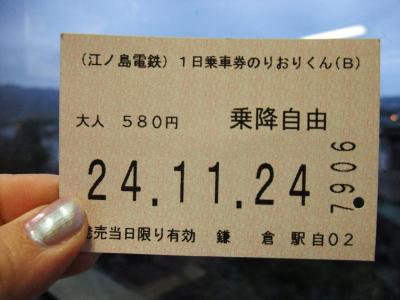 (江ノ島電鉄) 1日乗車券のりおりくん(B)
大人 580円 乗降自由
24.11.24
7906
発売当日限り有効 鎌倉駅自02